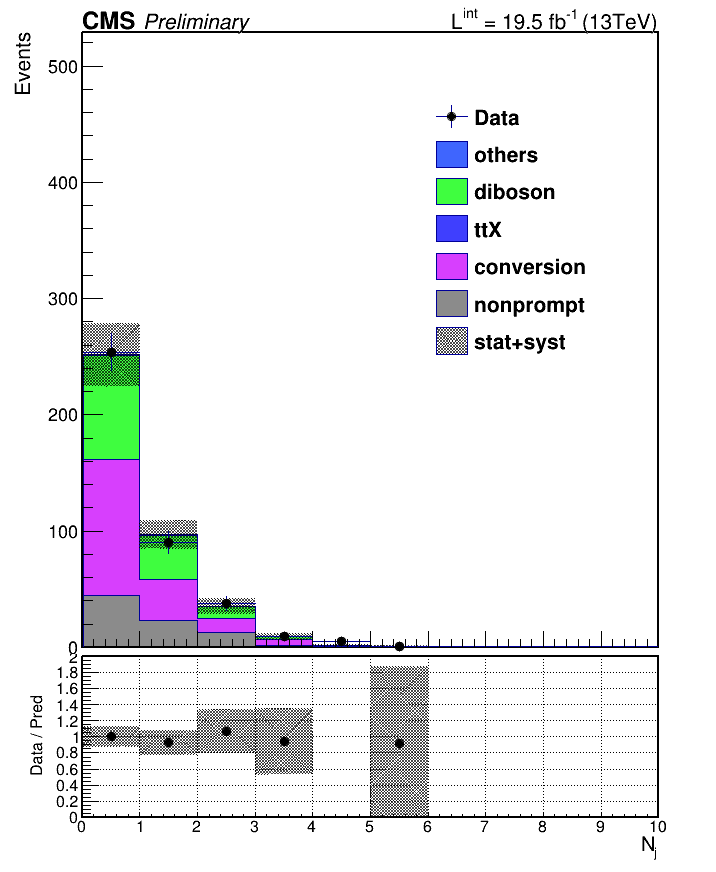 CMS Preliminary
L^int = 19.5 fb^-1 (13TeV)
Events
500
400
300
200
100
0
Data
others
diboson
ttX
conversion
nonprompt
stat+syst
Data / Pred
2
1.8
1.6
1.4
1.2
1
0.8
0.6
0.4
0.2
0
0 1 2 3 4 5 6 7 8 9 10
N_j